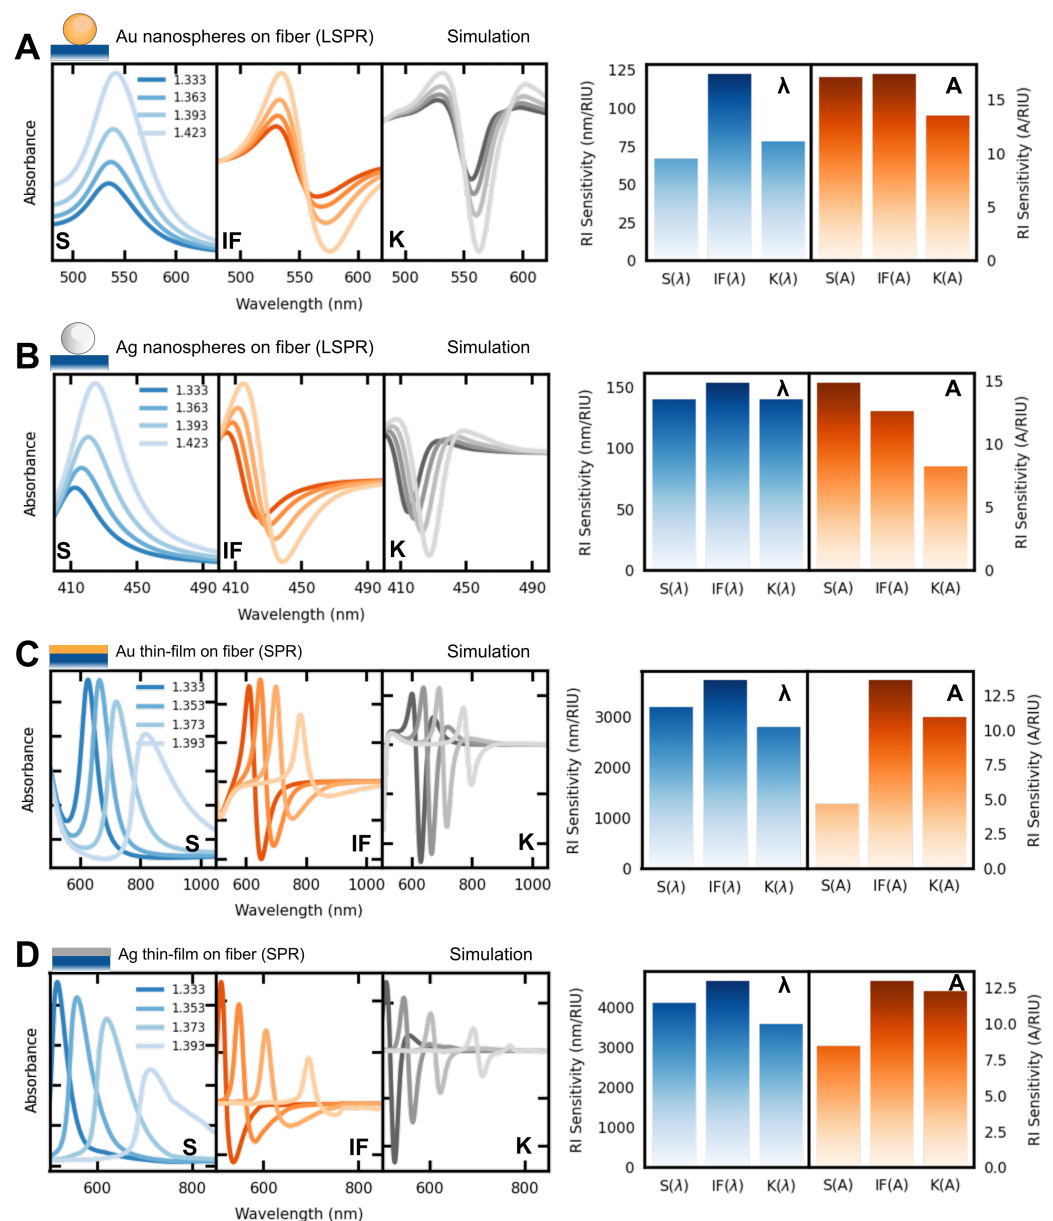 A
Au nanospheres on fiber (LSPR)
Simulation
Absorbance
1.333
1.363
1.393
1.423
S
IF
K
500 550 600
500 550 600
500 550 600
Wavelength (nm)
RI Sensitivity (nm/RIU)
125
100
75
50
25
0
λ
A
S(λ) IF(λ) K(λ) S(A) IF(A) K(A)
15
10
5
0
RI Sensitivity (A/RIU)
B
Ag nanospheres on fiber (LSPR)
Simulation
Absorbance
1.333
1.363
1.393
1.423
S
IF
K
410 450 490
410 450 490
410 450 490
Wavelength (nm)
RI Sensitivity (nm/RIU)
150
100
50
0
λ
A
S(λ) IF(λ) K(λ) S(A) IF(A) K(A)
15
10
5
0
RI Sensitivity (A/RIU)
C
Au thin-film on fiber (SPR)
Simulation
Absorbance
1.333
1.353
1.373
1.393
S
IF
K
600 800 1000
600 800 1000
600 800 1000
Wavelength (nm)
RI Sensitivity (nm/RIU)
3000
2000
1000
0
λ
A
S(λ) IF(λ) K(λ) S(A) IF(A) K(A)
12.5
10.0
7.5
5.0
2.5
0.0
RI Sensitivity (A/RIU)
D
Ag thin-film on fiber (SPR)
Simulation
Absorbance
1.333
1.353
1.373
1.393
S
IF
K
600 800
600 800
600 800
Wavelength (nm)
RI Sensitivity (nm/RIU)
4000
3000
2000
1000
0
λ
A
S(λ) IF(λ) K(λ) S(A) IF(A) K(A)
12.5
10.0
7.5
5.0
2.5
0.0
RI Sensitivity (A/RIU)